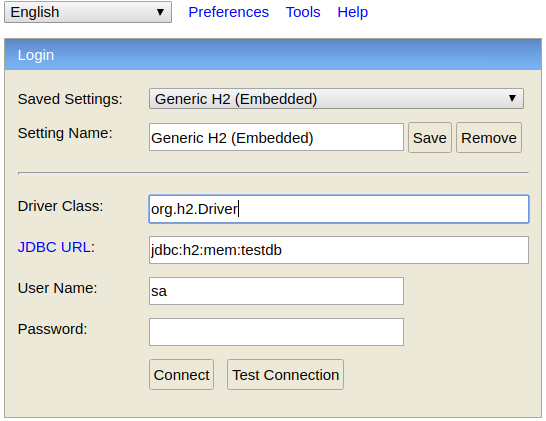 English Preferences Tools Help
Login
Saved Settings: Generic H2 (Embedded)
Setting Name: Generic H2 (Embedded) Save Remove
Driver Class: org.h2.Driver
JDBC URL: jdbc:h2:mem:testdb
User Name: sa
Password:
Connect Test Connection